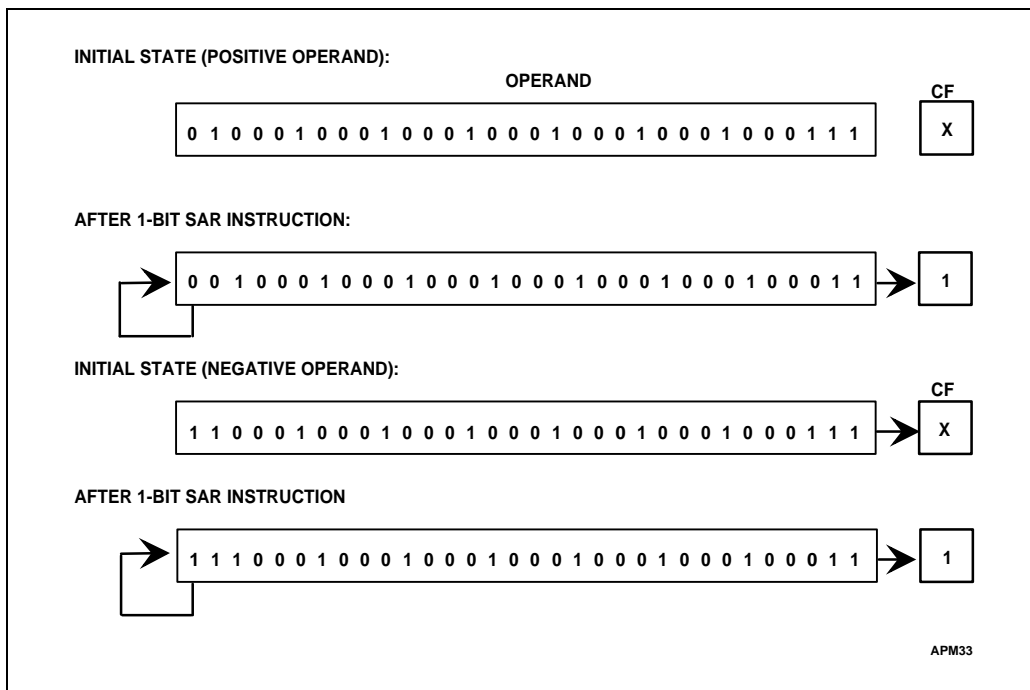 INITIAL STATE (POSITIVE OPERAND):
OPERAND
CF
0 1 0 0 0 1 0 0 0 1 0 0 0 1 0 0 0 1 0 0 0 1 0 0 0 1 0 0 0 1 1 1 X
AFTER 1-BIT SAR INSTRUCTION:
0 0 1 0 0 0 1 0 0 0 1 0 0 0 1 0 0 0 1 0 0 0 1 0 0 0 1 0 0 0 1 1 1
INITIAL STATE (NEGATIVE OPERAND):
CF
1 1 0 0 0 1 0 0 0 1 0 0 0 1 0 0 0 1 0 0 0 1 0 0 0 1 0 0 0 1 1 1 X
AFTER 1-BIT SAR INSTRUCTION
1 1 1 0 0 0 1 0 0 0 1 0 0 0 1 0 0 0 1 0 0 0 1 0 0 0 1 0 0 0 1 1 1
APM33